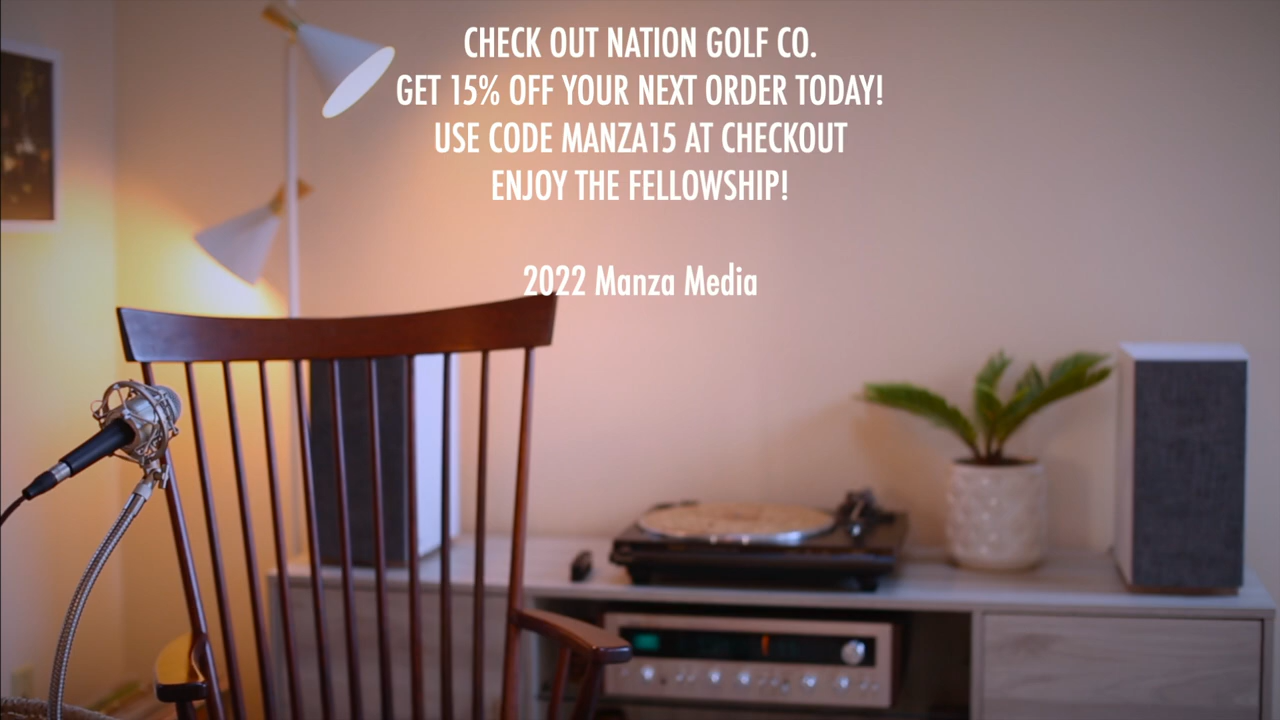 CHECK OUT NATION GOLF CO.
GET 15% OFF YOUR NEXT ORDER TODAY!
USE CODE MANZA15 AT CHECKOUT
ENJOY THE FELLOWSHIP!
2022 Manza Media